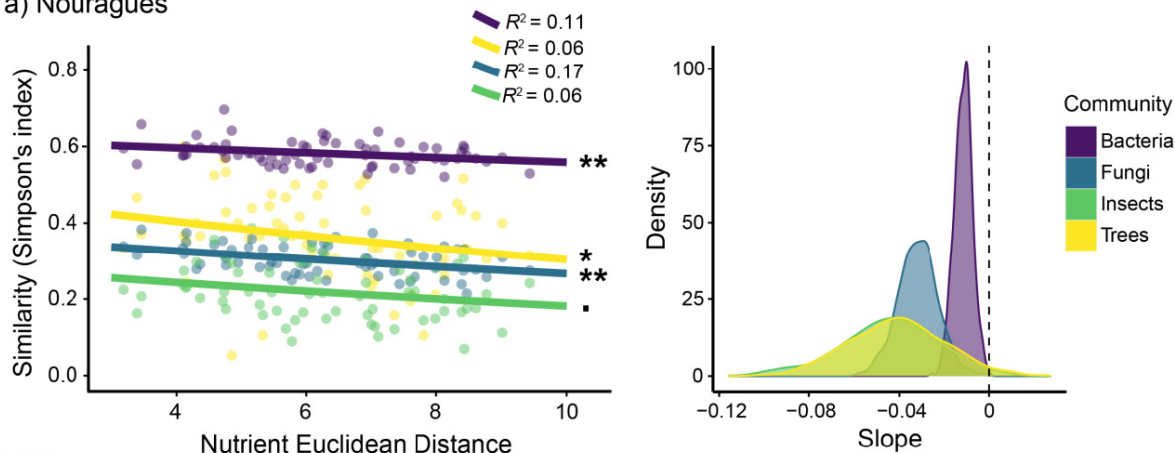 a) Nouragues
R² = 0.11
R² = 0.06
R² = 0.17
R² = 0.06
Similarity (Simpson's index)
0.8
0.6
0.4
0.2
0.0
**
*
**
.
4 6 8 10
Nutrient Euclidean Distance
Density
100
75
50
25
0
−0.12 −0.08 −0.04 0
Slope
Community
Bacteria
Fungi
Insects
Trees